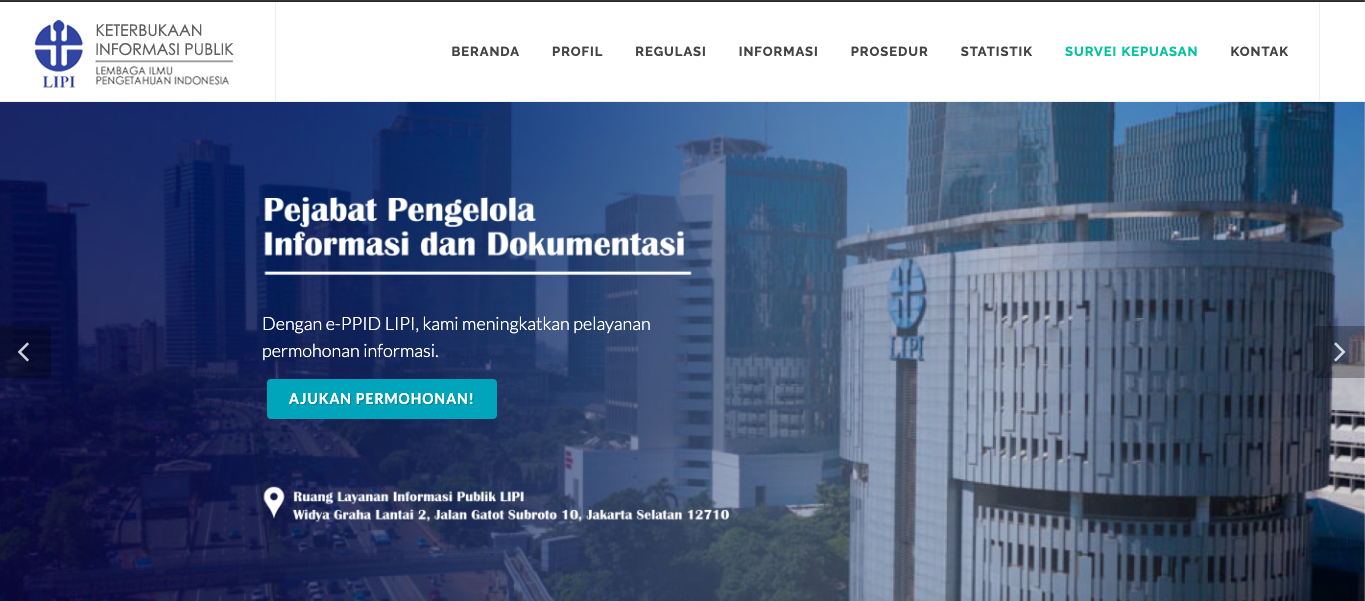 KETERBUKAAN
INFORMASI PUBLIK
LEMBAGA ILMU
PENGETAHUAN INDONESIA
LIPI
BERANDA PROFIL REGULASI INFORMASI PROSEDUR STATISTIK SURVEI KEPUASAN KONTAK
Pejabat Pengelola
Informasi dan Dokumentasi
Dengan e-PPID LIPI, kami meningkatkan pelayanan
permohonan informasi.
AJUKAN PERMOHONAN!
LIPI
Ruang Layanan Informasi Publik LIPI
Widya Graha Lantai 2, Jalan Gatot Subroto 10, Jakarta Selatan 12710